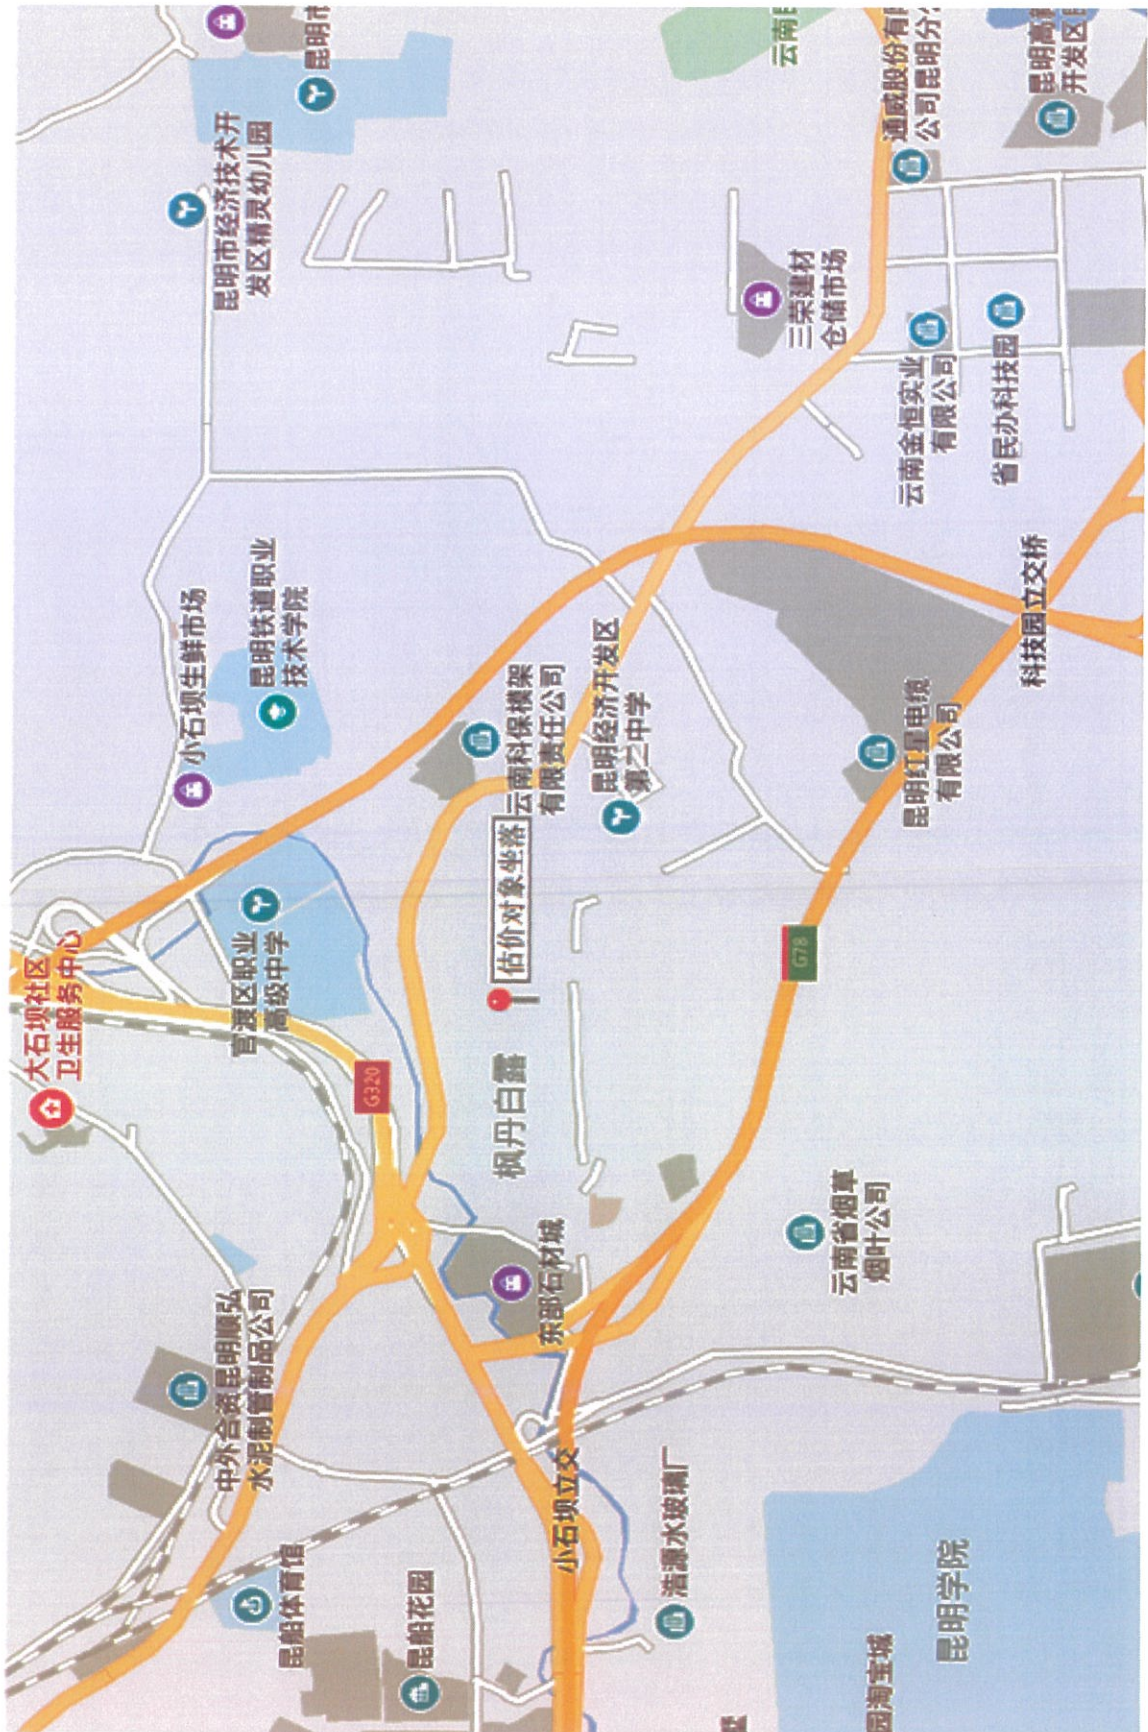 大石坝社区
卫生服务中心
小石坝生鲜市场
中外合资昆明顺弘
水泥制管制品公司
昆明市经济技术开
发区精灵幼儿园
官渡区职业
高级中学
昆明铁道职业
技术学院
昆船体育馆
昆明市
G320
昆船花园
枫丹白露
估价对象坐落
云南科保模架
有限责任公司
东部石材城
小石坝立交
昆明经济开发区
第二中学
浩源水玻璃厂
墅
G78
三荣建材
仓储市场
云南
云南省烟草
烟叶公司
园淘宝城
通威股份有
公司昆明分
昆明红星电缆
有限公司
云南金恒实业
有限公司
昆明学院
省民办科技园
科技园立交桥
昆明高新
开发区